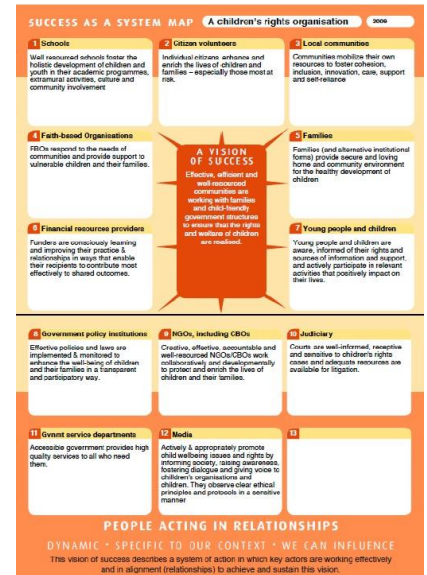 SUCCESS AS A SYSTEM MAP
A children's rights organisation
2009
1 Schools
Well resourced schools foster the
holistic development of children and
youth in their academic programmes,
extramural activities, culture and
community involvement
2 Citizen volunteers
Individual citizens, enhance and
enrich the lives of children and
families – especially those most at
risk.
3 Local communities
Communities mobilize their own
resources to foster cohesion,
inclusion, innovation, care, support
and self-reliance
4 Faith-based Organisations
FBOs respond to the needs of
communities and provide support to
vulnerable children and their families.
A VISION
OF SUCCESS
Effective, efficient and
well-resourced
communities are
working with families
and child-friendly
government structures
to ensure that the rights
and welfare of children
are realised.
5 Families
Families (and alternative institutional
forms) provide secure and loving
home and community environment
for the healthy development of
children
6 Financial resources providers
Funders are consciously learning
and improving their practice &
relationships in ways that enable
their recipients to contribute most
effectively to shared outcomes.
7 Young people and children
Young people and children are
aware, informed of their rights and
sources of information and support,
and actively participate in relevant
activities that positively impact on
their lives.
8 Government policy institutions
Effective policies and laws are
implemented & monitored to
enhance the well-being of children
and their families in a transparent
and participatory way.
9 NGOs, including CBOs
Creative, effective, accountable and
well-resourced NGOs/CBOs work
collaboratively and developmentally
to protect and enrich the lives of
children and their families.
10 Judiciary
Courts are well-informed, receptive
and sensitive to children's rights
cases and adequate resources are
available for litigation.
11 Gvnmt service departments
Accessible government provides high
quality services to all who need
them.
12 Media
Actively & appropriately promote
child wellbeing issues and rights by
informing society, raising awareness,
fostering dialogue and giving voice to
children's organisations and
children. They observe clear ethical
principles and protocols in a sensitive
manner
13
PEOPLE ACTING IN RELATIONSHIPS
DYNAMIC • SPECIFIC TO OUR CONTEXT • WE CAN INFLUENCE
This vision of success describes a system of action in which key actors are working effectively
and in alignment (relationships) to achieve and sustain this vision.